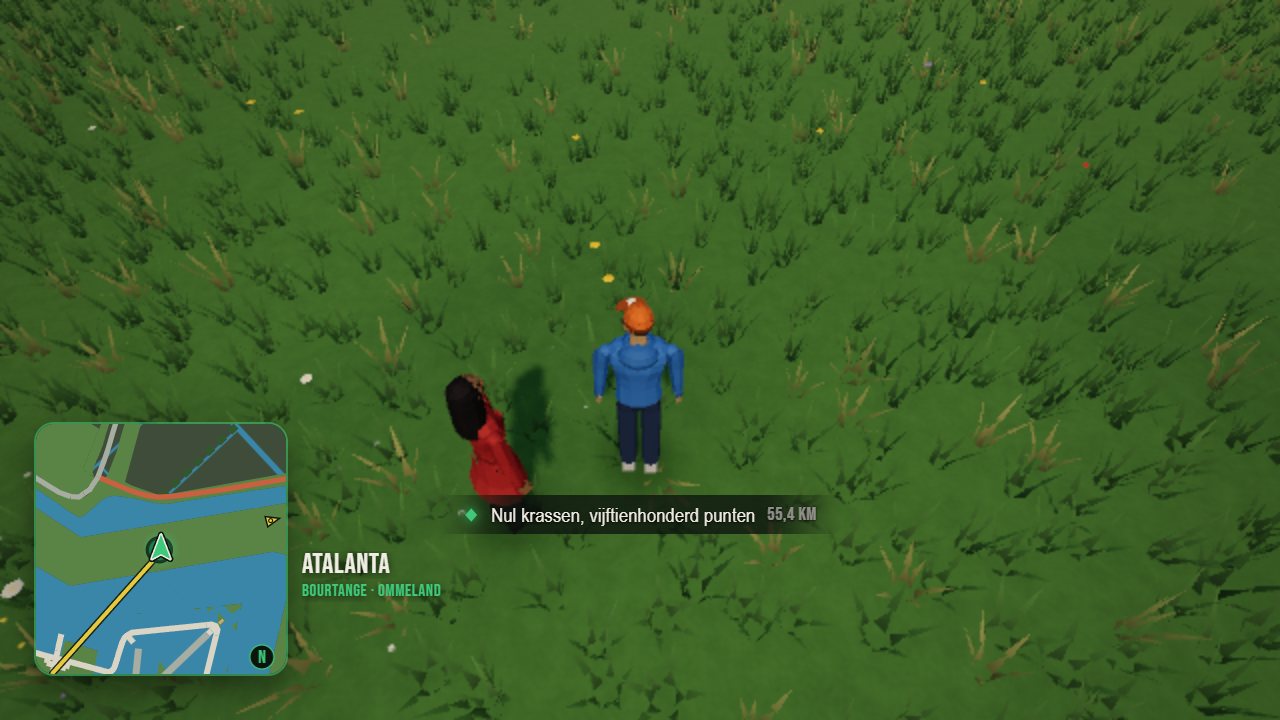 Nul krassen, vijftienhonderd punten 55,4 KM
ATALANTA
BOURTANGE · OMMELAND
N